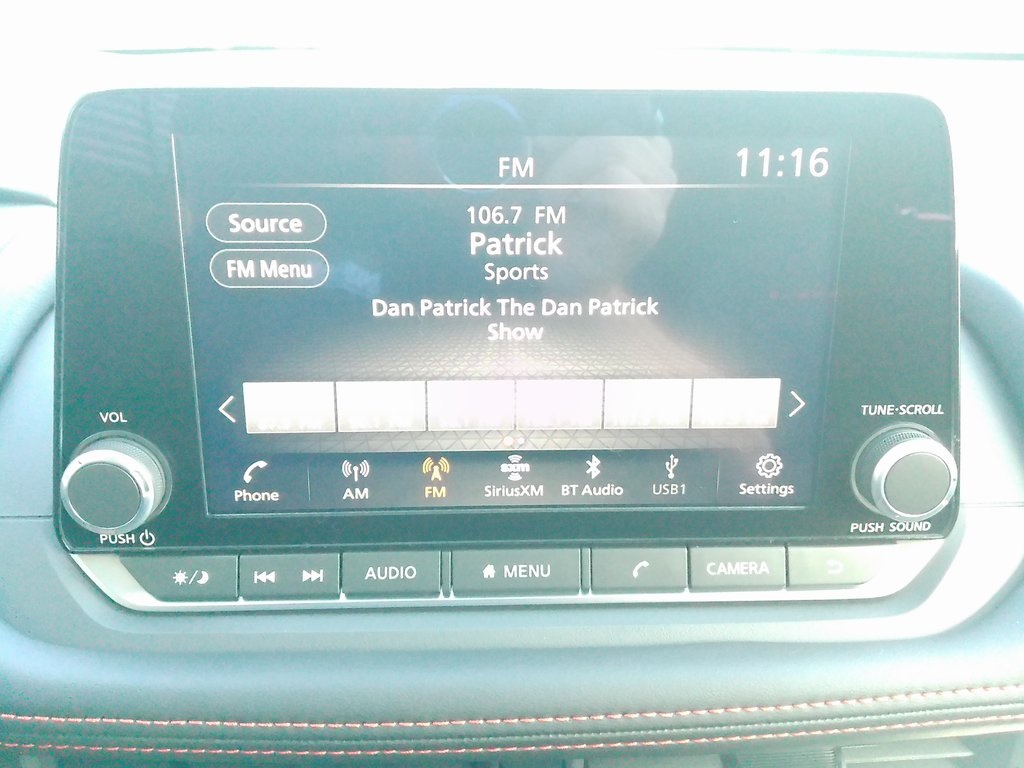 FM
11:16
Source
106.7 FM
Patrick
FM Menu
Sports
Dan Patrick The Dan Patrick
Show
VOL
TUNE·SCROLL
Phone
AM
FM
sxm
SiriusXM
BT Audio
USB1
Settings
PUSH
PUSH SOUND
AUDIO
MENU
CAMERA